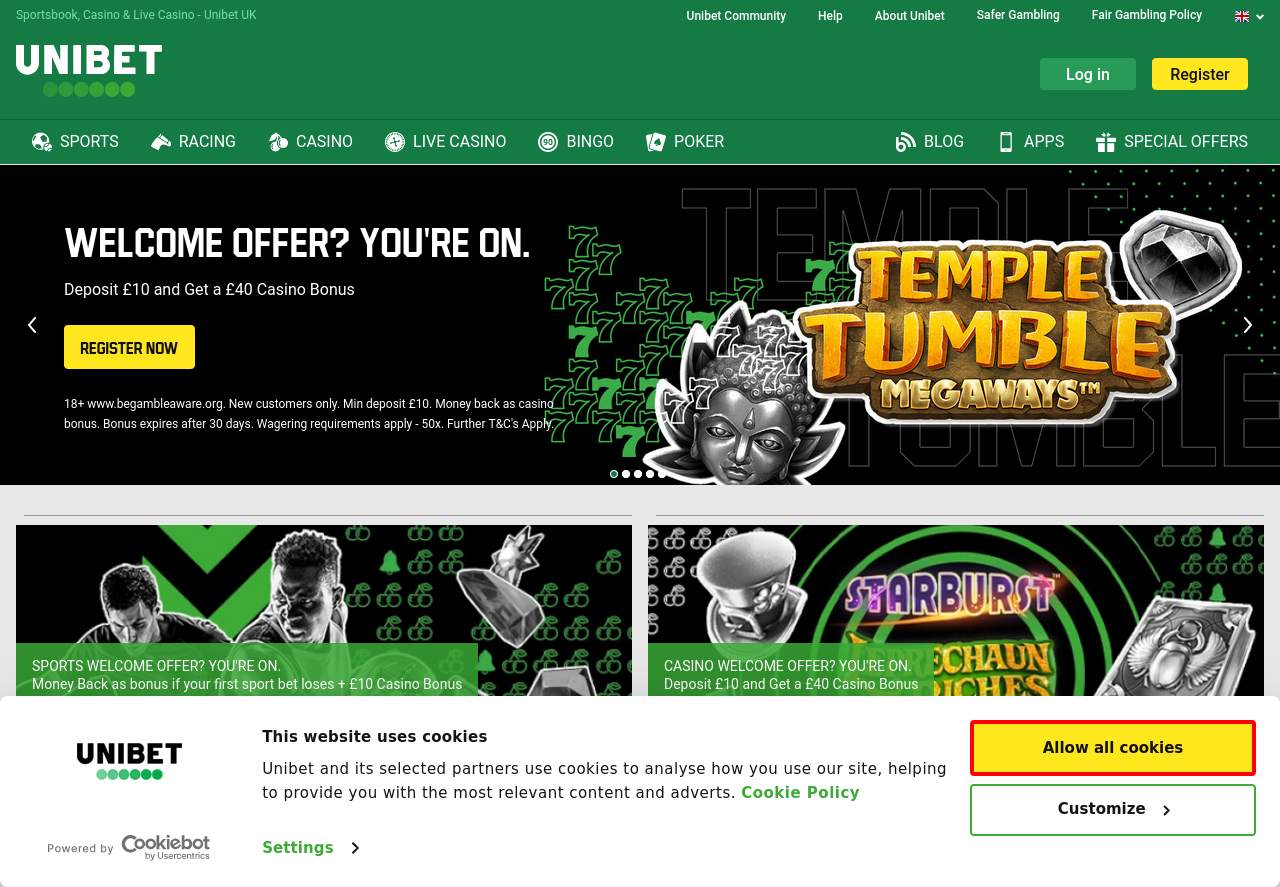 Sportsbook, Casino & Live Casino - Unibet UK
Unibet Community Help About Unibet Safer Gambling Fair Gambling Policy
UNIBET
Log in Register
SPORTS RACING CASINO LIVE CASINO BINGO POKER BLOG APPS SPECIAL OFFERS
WELCOME OFFER? YOU'RE ON.
Deposit £10 and Get a £40 Casino Bonus
REGISTER NOW
18+ www.begambleaware.org. New customers only. Min deposit £10. Money back as casino
bonus. Bonus expires after 30 days. Wagering requirements apply - 50x. Further T&C's Apply.
TEMPLE
TUMBLE
TEMPLE
TUMBLE
MEGAWAYS™
SPORTS WELCOME OFFER? YOU'RE ON.
Money Back as bonus if your first sport bet loses + £10 Casino Bonus
STARBURST™
LEPRECHAUN
RICHES
CASINO WELCOME OFFER? YOU'RE ON.
Deposit £10 and Get a £40 Casino Bonus
UNIBET
Powered by Cookiebot
by Usercentrics
This website uses cookies
Unibet and its selected partners use cookies to analyse how you use our site, helping
to provide you with the most relevant content and adverts. Cookie Policy
Settings
Allow all cookies
Customize